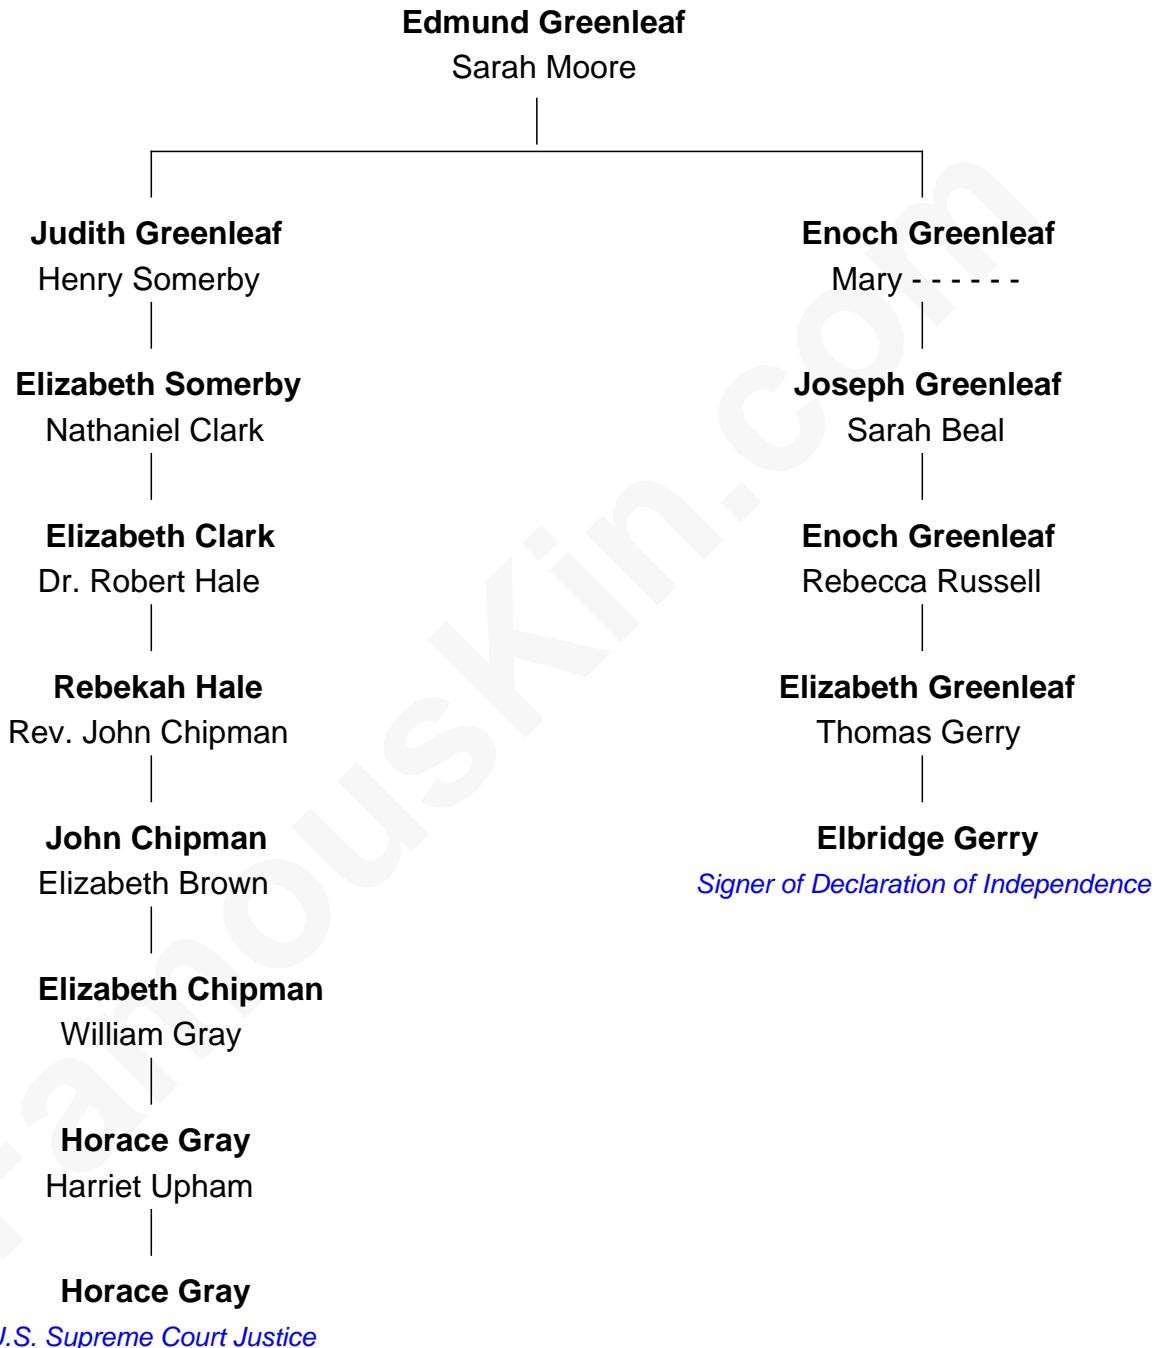 Edmund Greenleaf
Sarah Moore
Judith Greenleaf
Henry Somerby
Elizabeth Somerby
Nathaniel Clark
Elizabeth Clark
Dr. Robert Hale
Rebekah Hale
Rev. John Chipman
John Chipman
Elizabeth Brown
Elizabeth Chipman
William Gray
Horace Gray
Harriet Upham
Horace Gray
U.S. Supreme Court Justice
Enoch Greenleaf
Mary - - - - - -
Joseph Greenleaf
Sarah Beal
Enoch Greenleaf
Rebecca Russell
Elizabeth Greenleaf
Thomas Gerry
Elbridge Gerry
Signer of Declaration of Independence
FamousKin.com